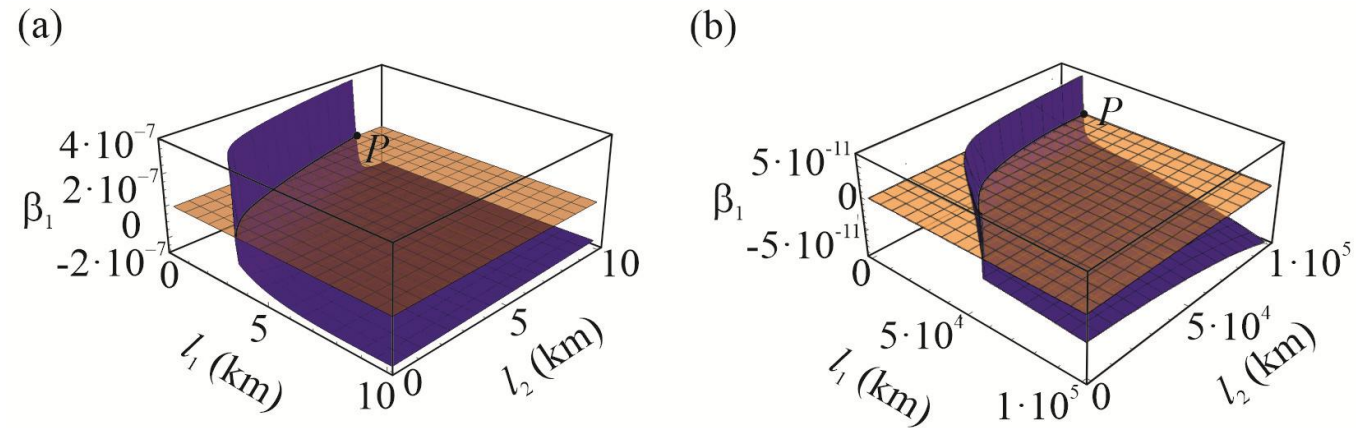 (a)
4·10⁻⁷
2·10⁻⁷
β₁
0
-2·10⁻⁷
0
5
10
l₁ (km)
0
5
10
l₂ (km)
P
(b)
5·10⁻¹¹
0
β₁
-5·10⁻¹¹
0
5·10⁴
1·10⁵
l₁ (km)
0
5·10⁴
1·10⁵
l₂ (km)
P